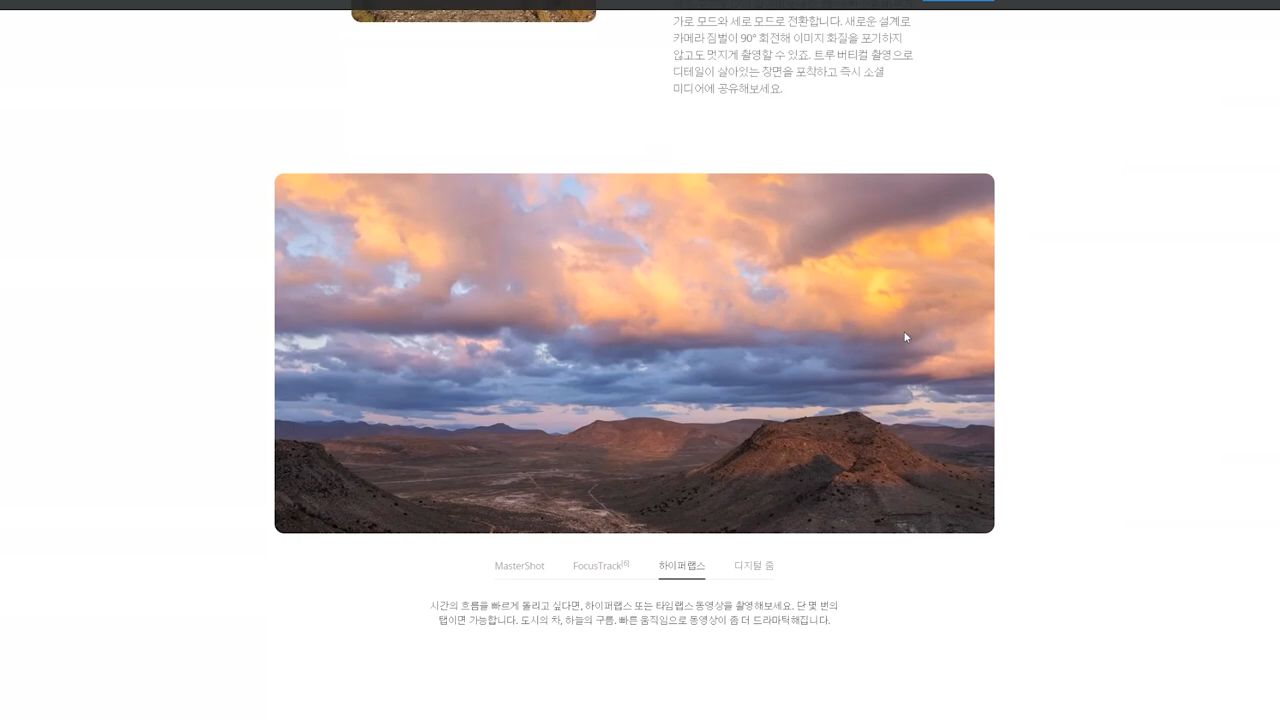 가로 모드와 세로 모드로 전환합니다. 새로운 설계로
카메라 짐벌이 90° 회전해 이미지 화질을 포기하지
않고도 멋지게 촬영할 수 있죠. 트루 버티컬 촬영으로
디테일이 살아있는 장면을 포착하고 즉시 소셜
미디어에 공유해보세요.
MasterShot
FocusTrack[6]
하이퍼랩스
디지털 줌
시간의 흐름을 빠르게 돌리고 싶다면, 하이퍼랩스 또는 타임랩스 동영상을 촬영해보세요. 단 몇 번의
탭이면 가능합니다. 도시의 차, 하늘의 구름. 빠른 움직임으로 동영상이 좀 더 드라마틱해집니다.